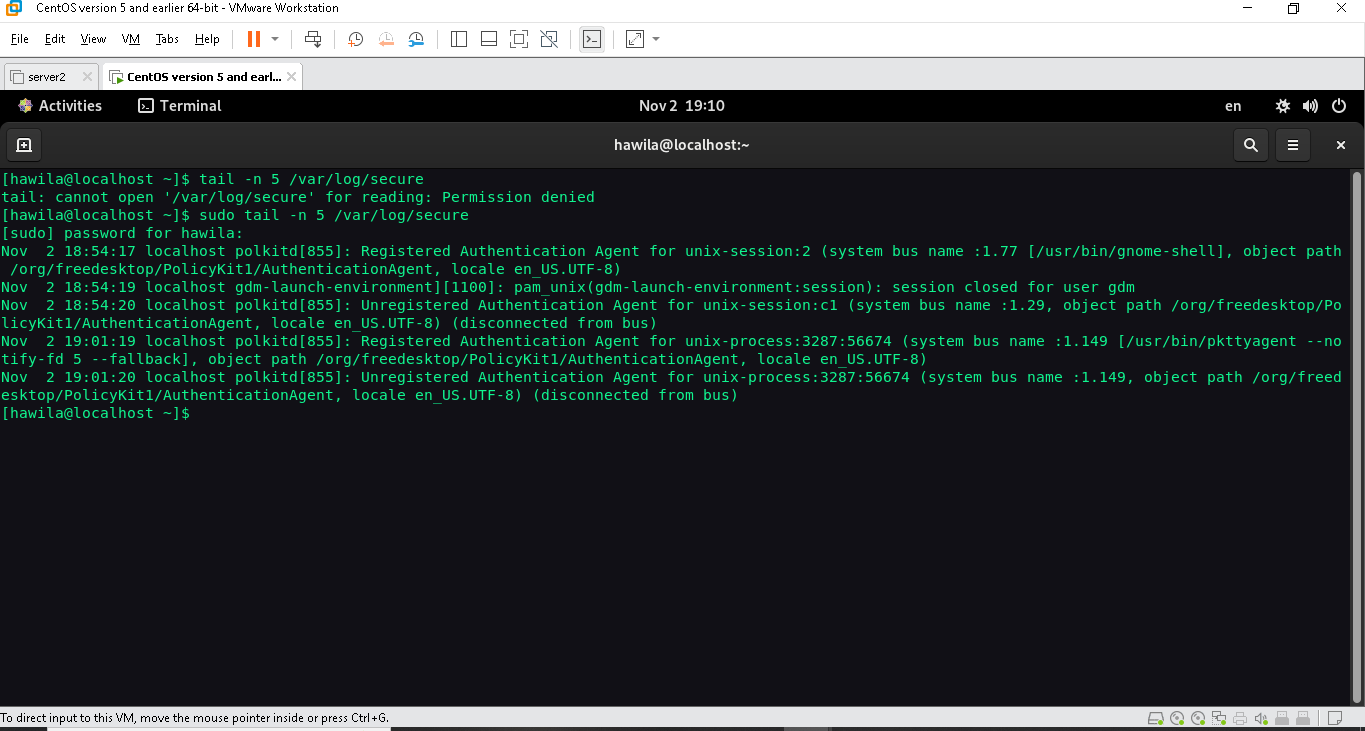 CentOS version 5 and earlier 64-bit - VMware Workstation
File Edit View VM Tabs Help
server2 CentOS version 5 and earl...
Activities Terminal Nov 2 19:10 en
hawila@localhost:~
[hawila@localhost ~]$ tail -n 5 /var/log/secure
tail: cannot open '/var/log/secure' for reading: Permission denied
[hawila@localhost ~]$ sudo tail -n 5 /var/log/secure
[sudo] password for hawila:
Nov  2 18:54:17 localhost polkitd[855]: Registered Authentication Agent for unix-session:2 (system bus name :1.77 [/usr/bin/gnome-shell], object path
 /org/freedesktop/PolicyKit1/AuthenticationAgent, locale en_US.UTF-8)
Nov  2 18:54:19 localhost gdm-launch-environment][1100]: pam_unix(gdm-launch-environment:session): session closed for user gdm
Nov  2 18:54:20 localhost polkitd[855]: Unregistered Authentication Agent for unix-session:c1 (system bus name :1.29, object path /org/freedesktop/Po
licyKit1/AuthenticationAgent, locale en_US.UTF-8) (disconnected from bus)
Nov  2 19:01:19 localhost polkitd[855]: Registered Authentication Agent for unix-process:3287:56674 (system bus name :1.149 [/usr/bin/pkttyagent --no
tify-fd 5 --fallback], object path /org/freedesktop/PolicyKit1/AuthenticationAgent, locale en_US.UTF-8)
Nov  2 19:01:20 localhost polkitd[855]: Unregistered Authentication Agent for unix-process:3287:56674 (system bus name :1.149, object path /org/freed
esktop/PolicyKit1/AuthenticationAgent, locale en_US.UTF-8) (disconnected from bus)
[hawila@localhost ~]$
To direct input to this VM, move the mouse pointer inside or press Ctrl+G.